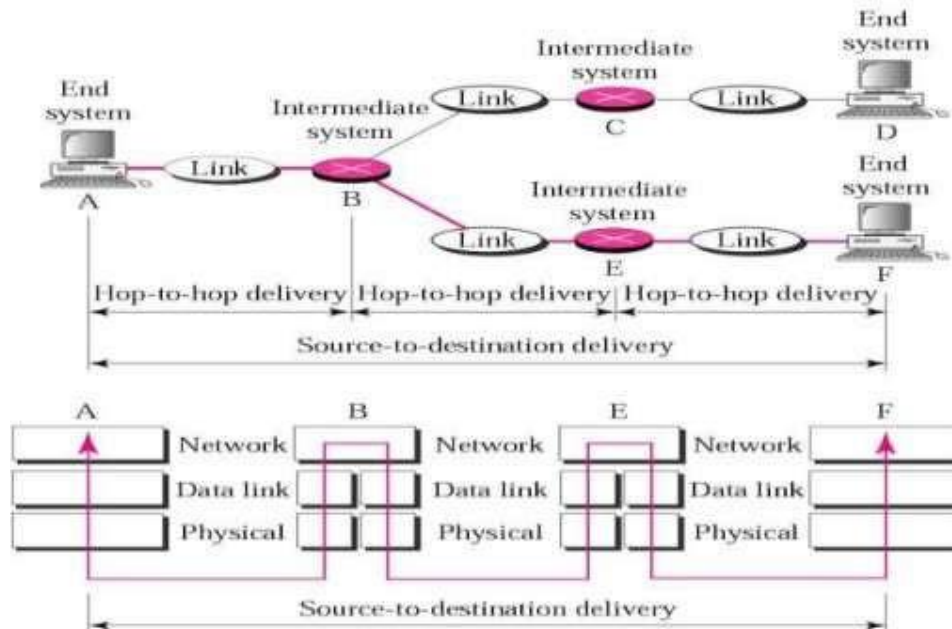 End
system
Intermediate
system
Link
C
Link
D
End
system
A
Link
Intermediate
system
B
Intermediate
system
Link
E
Link
End
system
F
Hop-to-hop delivery Hop-to-hop delivery Hop-to-hop delivery
Source-to-destination delivery
A B E F
Network Network Network
Data link Data link Data link
Physical Physical Physical
Source-to-destination delivery